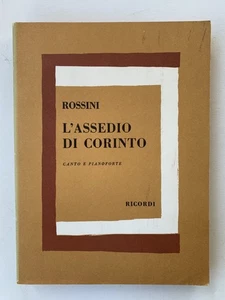 ROSSINI
L'ASSEDIO
DI CORINTO
CANTO E PIANOFORTE
RICORDI